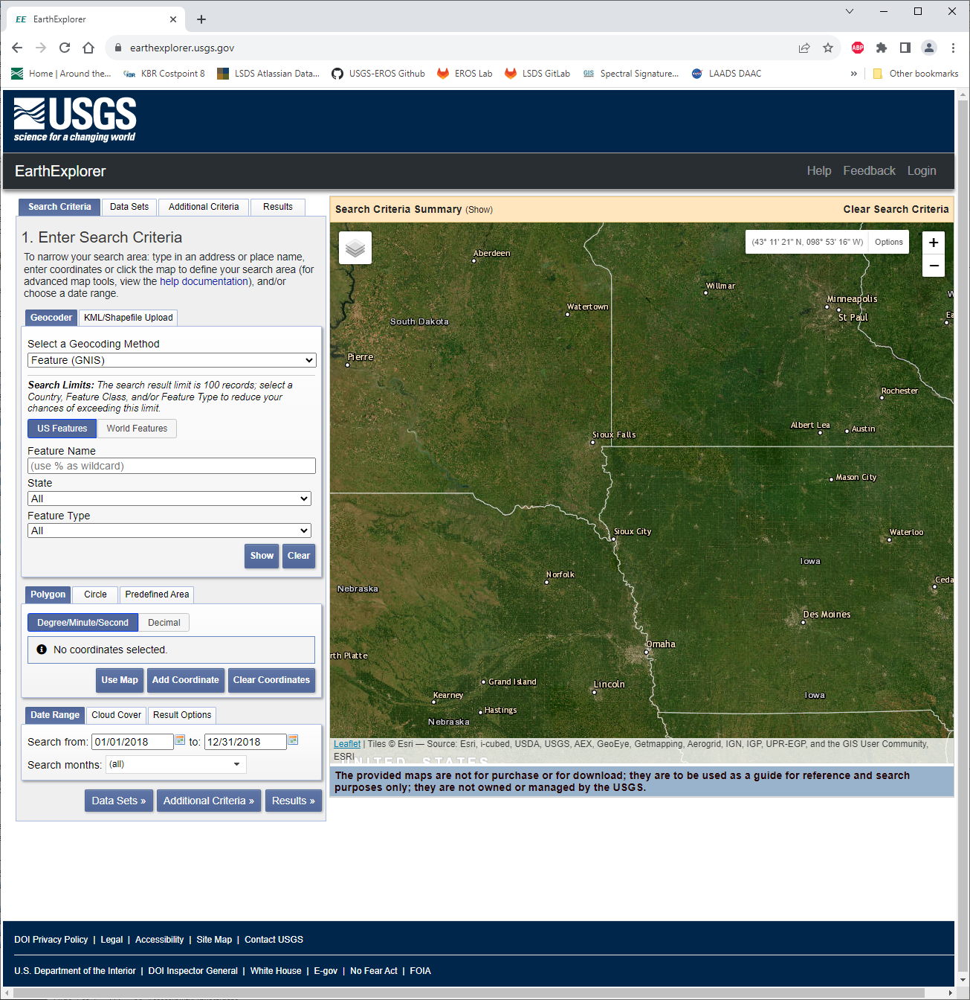 EE EarthExplorer
earthexplorer.usgs.gov
ABP
Home | Around the...
KBR Costpoint 8
LSDS Atlassian Data...
USGS-EROS Github
EROS Lab
LSDS GitLab
GIS Spectral Signature...
LAADS DAAC
»
Other bookmarks
USGS
science for a changing world
EarthExplorer
Help Feedback Login
Search Criteria Data Sets Additional Criteria Results
1. Enter Search Criteria
To narrow your search area: type in an address or place name,
enter coordinates or click the map to define your search area (for
advanced map tools, view the help documentation), and/or
choose a date range.
Geocoder KML/Shapefile Upload
Select a Geocoding Method
Feature (GNIS)
Search Limits: The search result limit is 100 records; select a
Country, Feature Class, and/or Feature Type to reduce your
chances of exceeding this limit.
US Features World Features
Feature Name
(use % as wildcard)
State
All
Feature Type
All
Show Clear
Polygon Circle Predefined Area
Degree/Minute/Second Decimal
No coordinates selected.
Use Map Add Coordinate Clear Coordinates
Date Range Cloud Cover Result Options
Search from: 01/01/2018 to: 12/31/2018
Search months: (all)
Data Sets » Additional Criteria » Results »
Search Criteria Summary (Show)
Clear Search Criteria
(43° 11' 21" N, 098° 53' 16" W) Options
+
−
Aberdeen
Willmar
Watertown
Minneapolis
St Paul
W
Ea
South Dakota
Pierre
Rochester
Albert Lea
Austin
Sioux Falls
Mason City
Sioux City
Waterloo
Iowa
Norfolk
Nebraska
Ceda
Des Moines
Omaha
rth Platte
Grand Island
Lincoln
Kearney
Hastings
Iowa
Nebraska
UNITED STATES
Leaflet | Tiles © Esri — Source: Esri, i-cubed, USDA, USGS, AEX, GeoEye, Getmapping, Aerogrid, IGN, IGP, UPR-EGP, and the GIS User Community,
ESRI
The provided maps are not for purchase or for download; they are to be used as a guide for reference and search
purposes only; they are not owned or managed by the USGS.
DOI Privacy Policy | Legal | Accessibility | Site Map | Contact USGS
U.S. Department of the Interior | DOI Inspector General | White House | E-gov | No Fear Act | FOIA